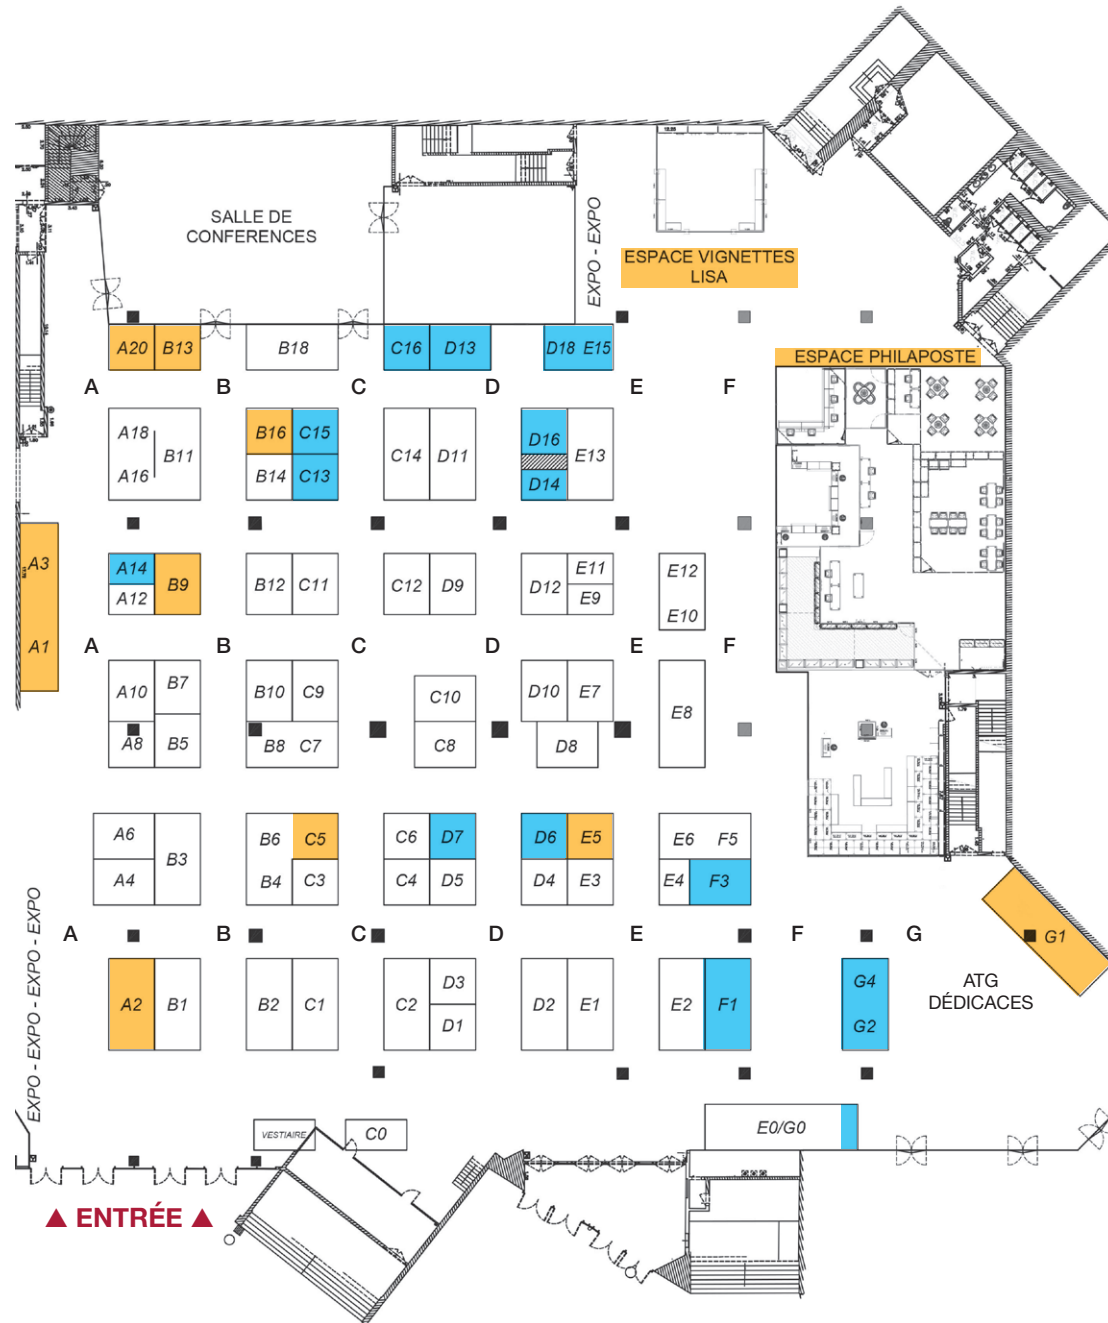 SALLE DE
CONFERENCES
EXPO - EXPO
ESPACE VIGNETTES
LISA
A20 B13 B18 C16 D13 D18 E15
ESPACE PHILAPOSTE
A B C D E F
A18 B11 B16 C15 C14 D11 D16 E13
A16 B14 C13 D14
A3
A14 B9 B12 C11 C12 D9 D12 E11 E12
A12 E9 E10
A1
A B C D E F
A10 B7 B10 C9 C10 D10 E7 E8
A8 B5 B8 C7 C8 D8
A6 B3 B6 C5 C6 D7 D6 E5 E6 F5
A4 B4 C3 C4 D5 D4 E3 E4 F3
EXPO - EXPO - EXPO - EXPO - EXPO
A B C D E F G
G1
ATG
DÉDICACES
A2 B1 B2 C1 C2 D3 D2 E1 E2 F1 G4
D1 G2
VESTIAIRE C0 E0/G0
▲ ENTRÉE ▲